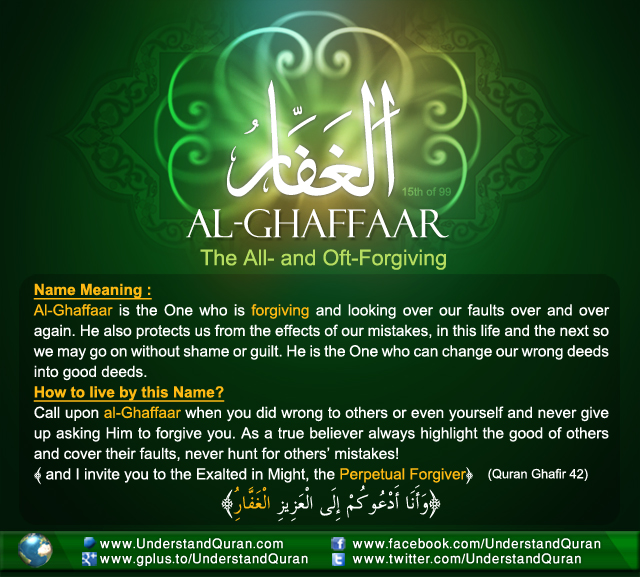 الغَفَّارُ
15th of 99
AL-GHAFFAAR
The All- and Oft-Forgiving
Name Meaning :
Al-Ghaffaar is the One who is forgiving and looking over our faults over and over
again. He also protects us from the effects of our mistakes, in this life and the next so
we may go on without shame or guilt. He is the One who can change our wrong deeds
into good deeds.
How to live by this Name?
Call upon al-Ghaffaar when you did wrong to others or even yourself and never give
up asking Him to forgive you. As a true believer always highlight the good of others
and cover their faults, never hunt for others’ mistakes!
﴾ and I invite you to the Exalted in Might, the Perpetual Forgiver﴿ (Quran Ghafir 42)
﴿وَأَنَا أَدْعُوكُمْ إِلَى الْعَزِيزِ الْغَفَّارُِ﴾
www.UnderstandQuran.com www.facebook.com/UnderstandQuran
www.gplus.to/UnderstandQuran www.twitter.com/UnderstandQuran